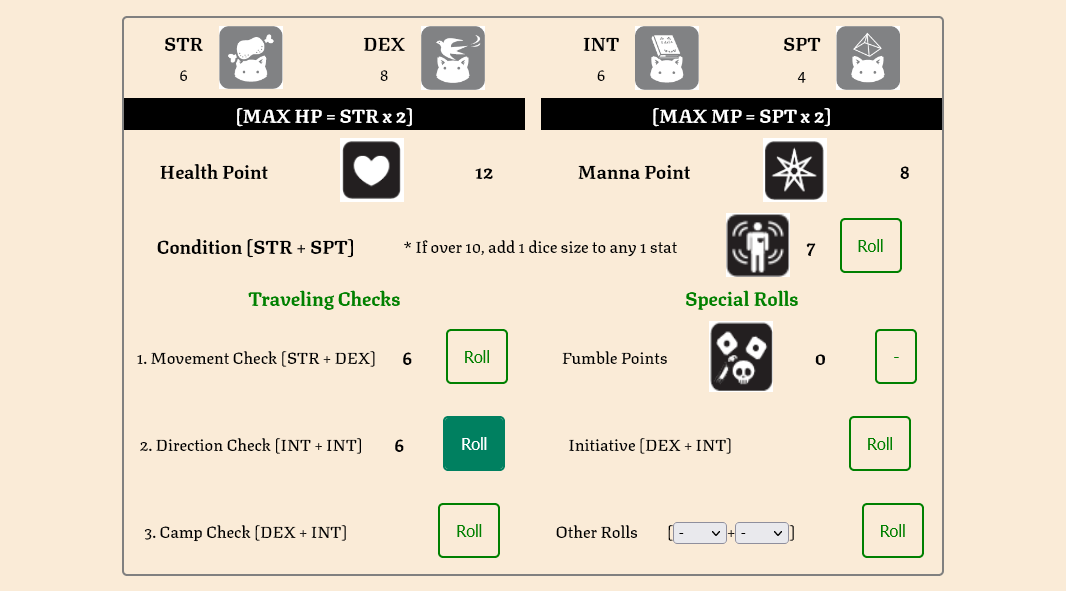 STR DEX INT SPT
6 8 6 4
[MAX HP = STR x 2] [MAX MP = SPT x 2]
Health Point 12 Manna Point 8
Condition [STR + SPT] * If over 10, add 1 dice size to any 1 stat 7 Roll
Traveling Checks Special Rolls
1. Movement Check [STR + DEX] 6 Roll Fumble Points 0 -
2. Direction Check [INT + INT] 6 Roll Initiative [DEX + INT] Roll
3. Camp Check [DEX + INT] Roll Other Rolls [ - + - ] Roll